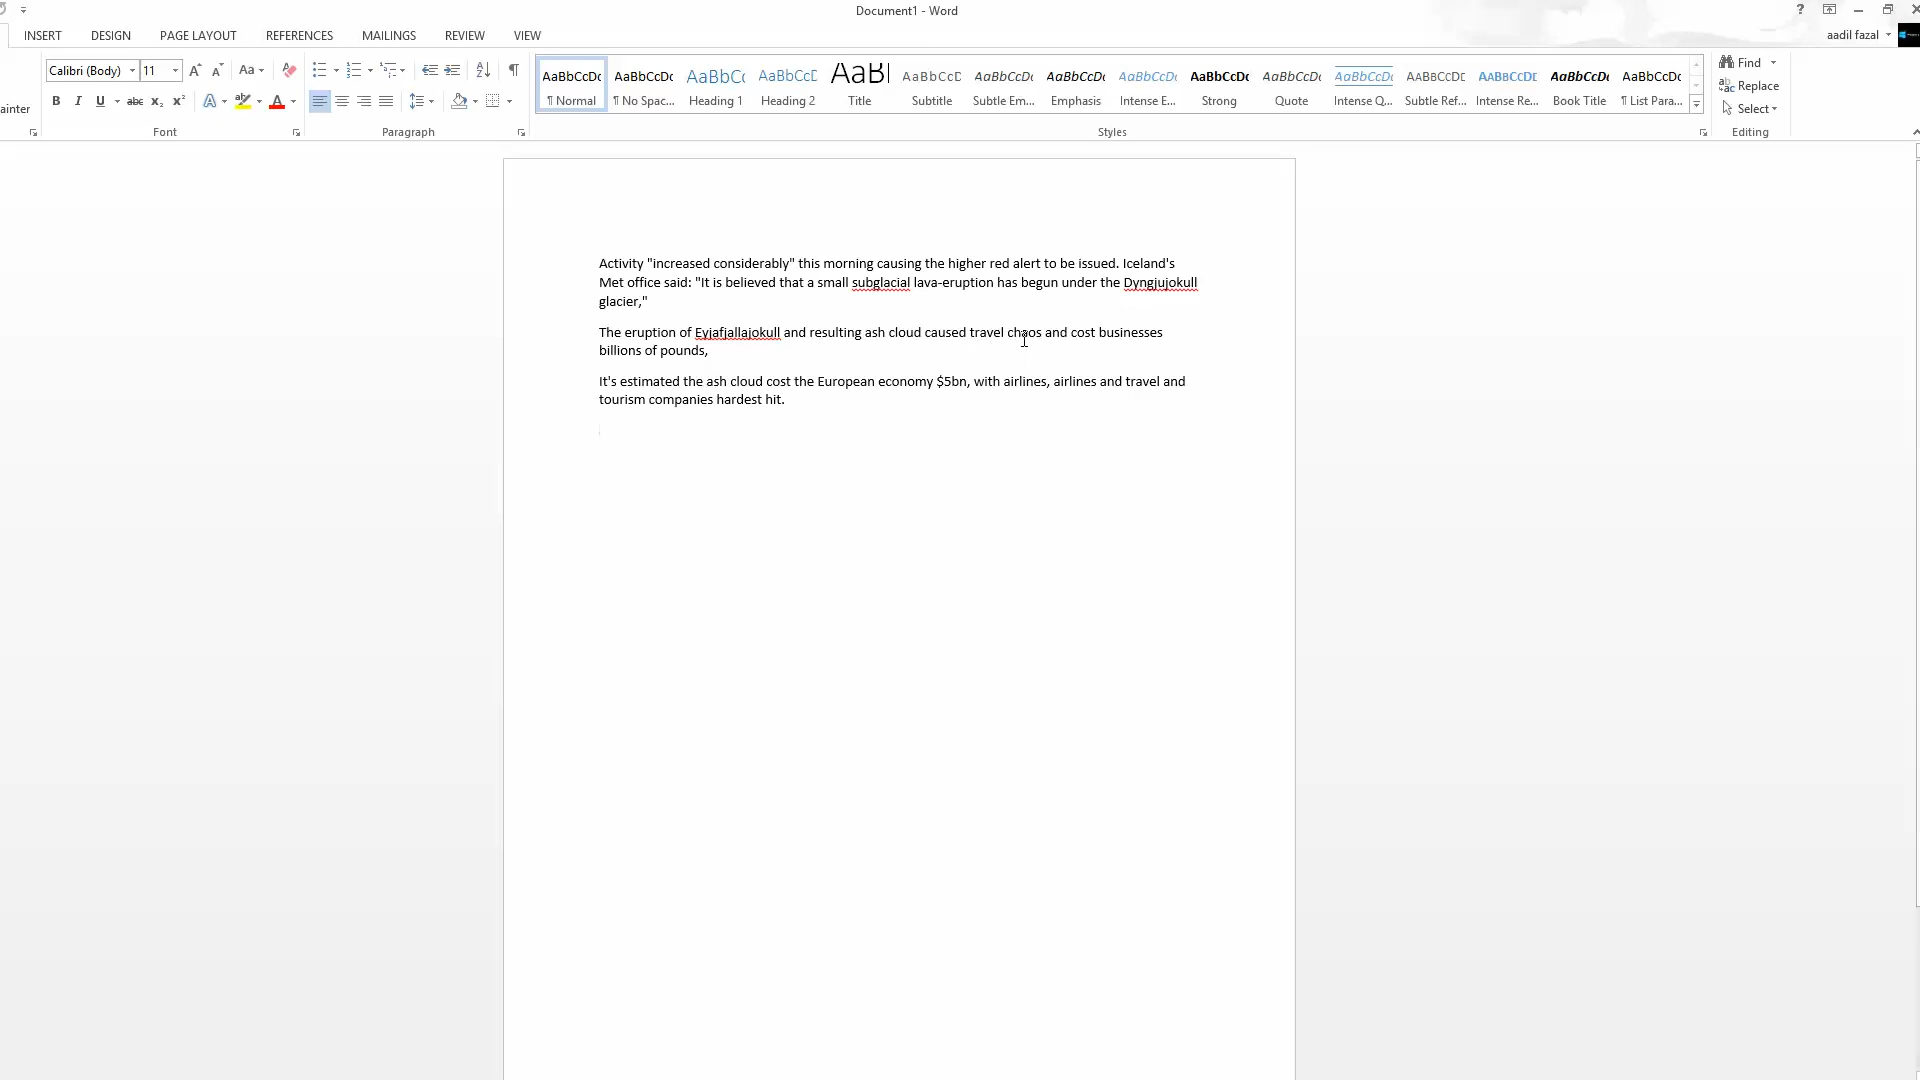 Document1 - Word
INSERT DESIGN PAGE LAYOUT REFERENCES MAILINGS REVIEW VIEW
aadil fazal
Calibri (Body) 11
AaBbCcDc AaBbCcDc AaBbCc AaBbCcD AaBl AaBbCcD AaBbCcDc AaBbCcDc AaBbCcDc AaBbCcDc AaBbCcDc AaBbCcDc AaBbCcDc AaBbCcDc AaBbCcDc AaBbCcDc
¶ Normal ¶ No Spac... Heading 1 Heading 2 Title Subtitle Subtle Em... Emphasis Intense E... Strong Quote Intense Q... Subtle Ref... Intense Re... Book Title ¶ List Para...
Find
Replace
Select
ainter
Font Paragraph Styles Editing
Activity "increased considerably" this morning causing the higher red alert to be issued. Iceland's
Met office said: "It is believed that a small subglacial lava-eruption has begun under the Dyngjujokull
glacier,"
The eruption of Eyjafjallajokull and resulting ash cloud caused travel chaos and cost businesses
billions of pounds,
It's estimated the ash cloud cost the European economy $5bn, with airlines, airlines and travel and
tourism companies hardest hit.